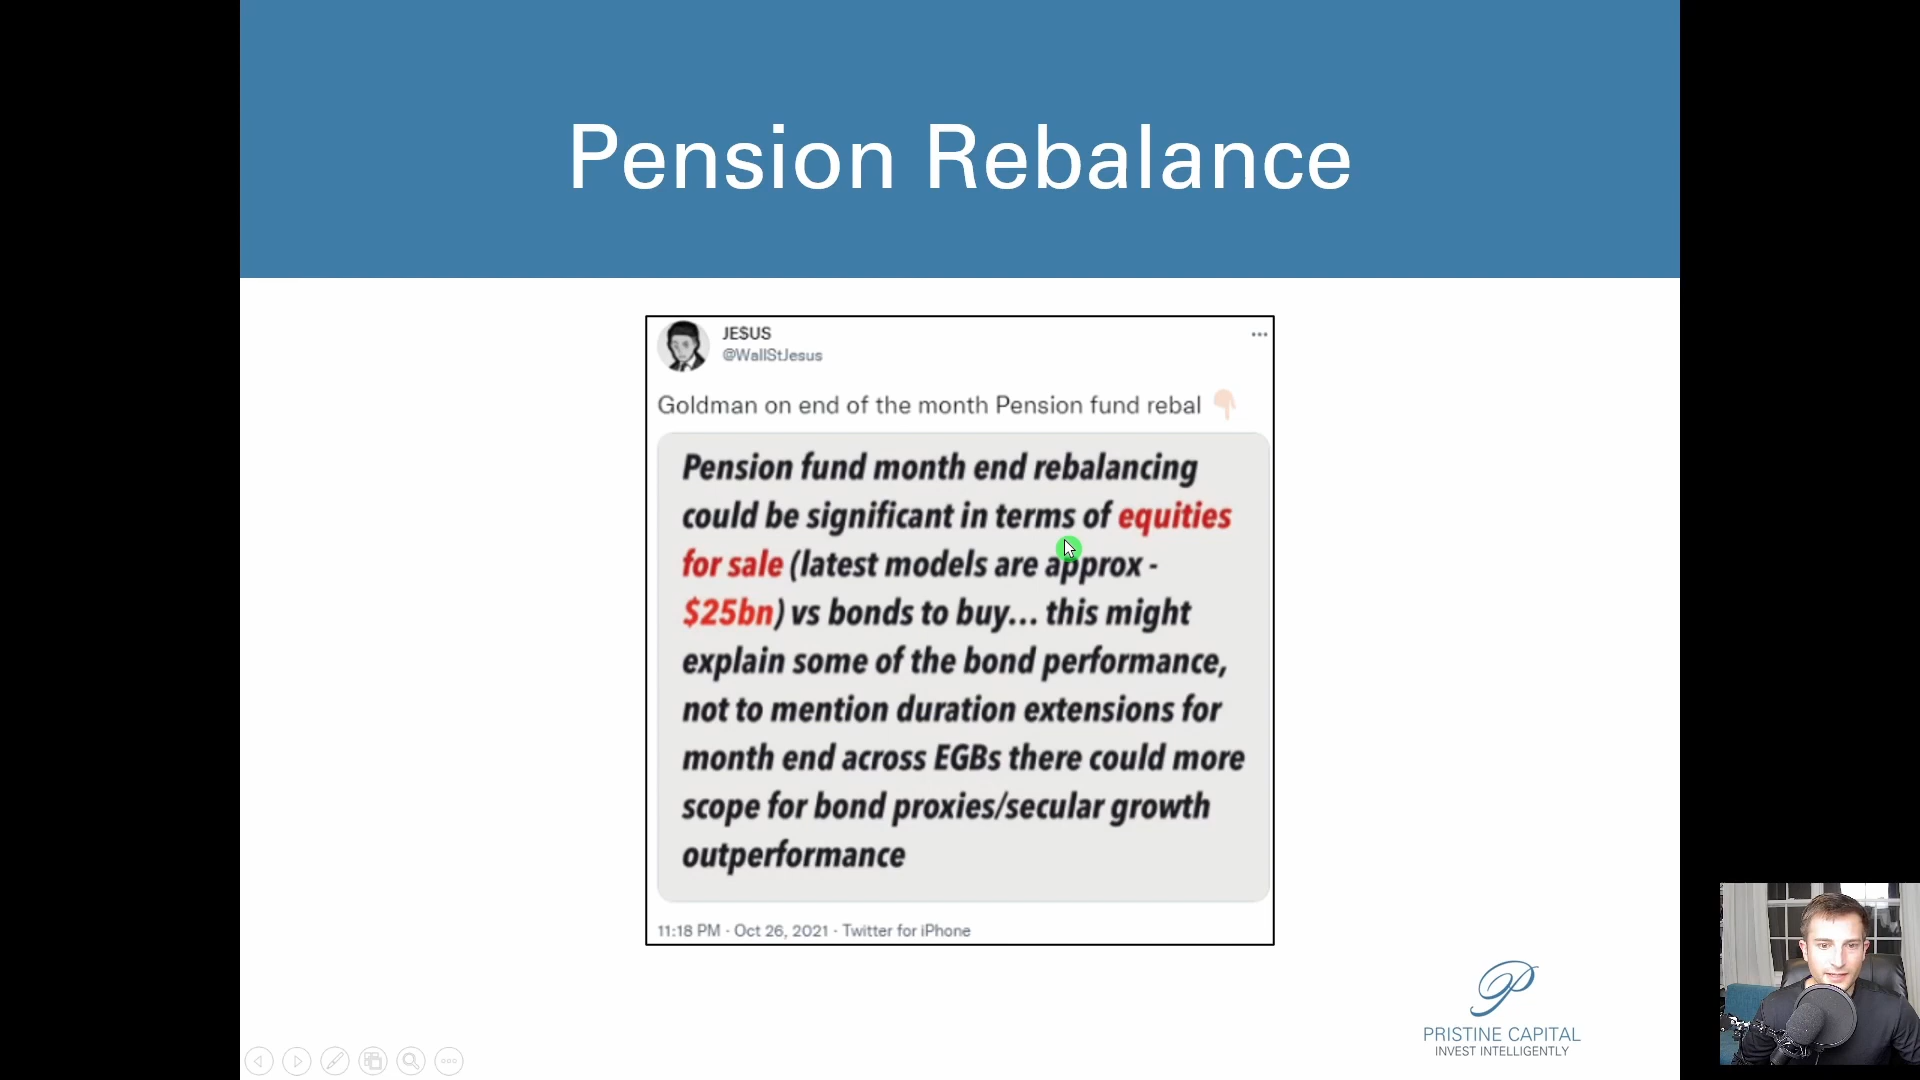 Pension Rebalance
JE$US
@WallStJesus
Goldman on end of the month Pension fund rebal
Pension fund month end rebalancing
could be significant in terms of equities
for sale (latest models are approx -
$25bn) vs bonds to buy... this might
explain some of the bond performance,
not to mention duration extensions for
month end across EGBs there could more
scope for bond proxies/secular growth
outperformance
11:18 PM · Oct 26, 2021 · Twitter for iPhone
P
PRISTINE CAPITAL
INVEST INTELLIGENTLY